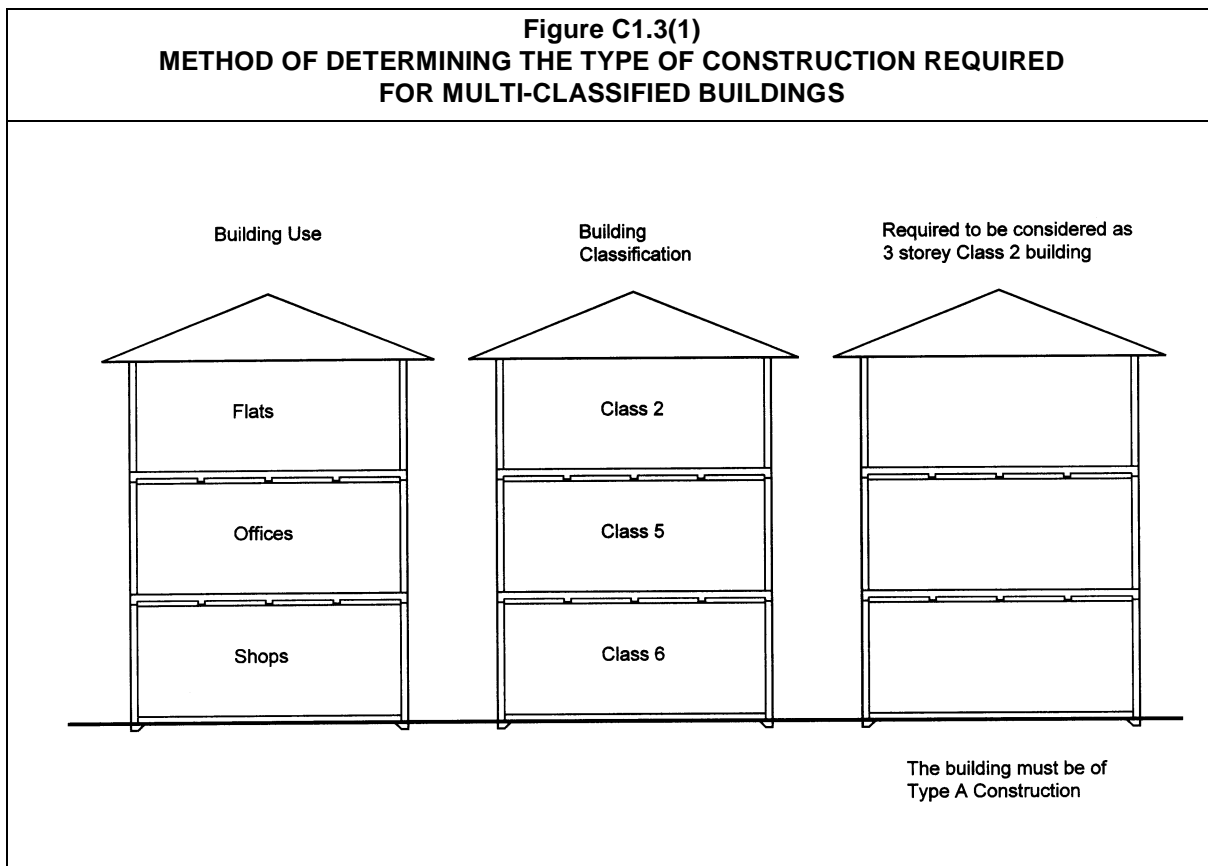 Figure C1.3(1)
METHOD OF DETERMINING THE TYPE OF CONSTRUCTION REQUIRED
FOR MULTI-CLASSIFIED BUILDINGS
Building Use
Flats
Offices
Shops
Building
Classification
Class 2
Class 5
Class 6
Required to be considered as
3 storey Class 2 building
The building must be of
Type A Construction